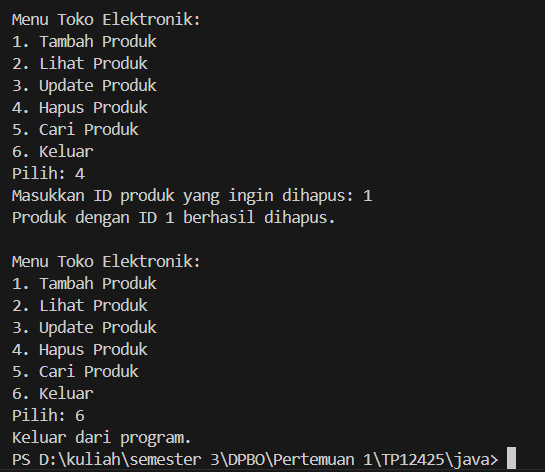 Menu Toko Elektronik:
1. Tambah Produk
2. Lihat Produk
3. Update Produk
4. Hapus Produk
5. Cari Produk
6. Keluar
Pilih: 4
Masukkan ID produk yang ingin dihapus: 1
Produk dengan ID 1 berhasil dihapus.

Menu Toko Elektronik:
1. Tambah Produk
2. Lihat Produk
3. Update Produk
4. Hapus Produk
5. Cari Produk
6. Keluar
Pilih: 6
Keluar dari program.
PS D:\kuliah\semester 3\DPBO\Pertemuan 1\TP12425\java>